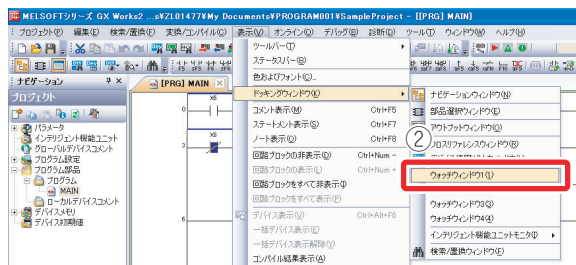 MELSOFTシリーズ GX Works2 ...s¥ZL01477¥My Documents¥PROGRAM001¥SampleProject - [[PRG] MAIN]
プロジェクト(P) 編集(E) 検索/置換(F) 変換/コンパイル(C) 表示(V) オンライン(O) デバッグ(B) 診断(D) ツール(T) ウィンドウ(W) ヘルプ(H)
ナビゲーション
プロジェクト
パラメータ
インテリジェント機能ユニット
グローバルデバイスコメント
プログラム設定
プログラム部品
プログラム
MAIN
ローカルデバイスコメント
デバイスメモリ
デバイス初期値
[PRG] MAIN
X6
0
X8
3
6
ツールバー(T)
ステータスバー(B)
色およびフォント(C)...
ドッキングウィンドウ(K)
コメント表示(M) Ctrl+F5
ステートメント表示(S) Ctrl+F7
ノート表示(O) Ctrl+F8
回路ブロックの非表示(D) Ctrl+Num -
回路ブロックの表示(L) Ctrl+Num +
回路ブロックをすべて非表示(I)
回路ブロックをすべて表示(P)
デバイス表示(V) Ctrl+Alt+F6
一括デバイス表示(E)
一括デバイス表示解除(Y)
コンパイル結果表示(A)
ナビゲーションウィンドウ(N)
部品選択ウィンドウ(E)
アウトプットウィンドウ(O)
クロスリファレンスウィンドウ(R)
②
ウォッチウィンドウ1(1)
ウォッチウィンドウ3(3)
ウォッチウィンドウ4(4)
インテリジェント機能ユニットモニタ(I)
検索/置換ウィンドウ(F)